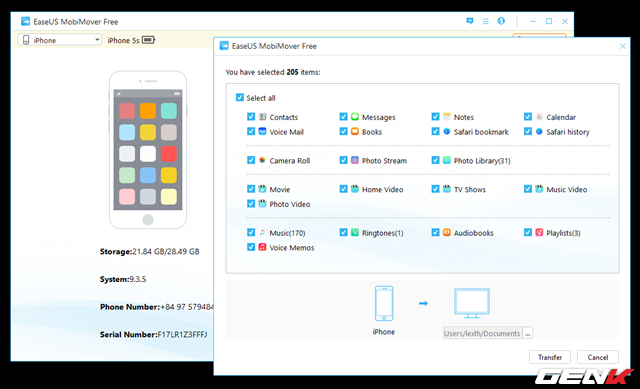 EaseUS MobiMover Free
iPhone
iPhone 5s
Storage:21.84 GB/28.49 GB
System:9.3.5
Phone Number:+84 97 579484
Serial Number:F17LR1Z3FFFJ
EaseUS MobiMover Free
You have selected 205 items:
Select all
Contacts Messages Notes Calendar
Voice Mail Books Safari bookmark Safari history
Camera Roll Photo Stream Photo Library(31)
Movie Home Video TV Shows Music Video
Photo Video
Music(170) Ringtones(1) Audiobooks Playlists(3)
Voice Memos
iPhone
Users/lexth/Documents ...
Transfer Cancel
GENK